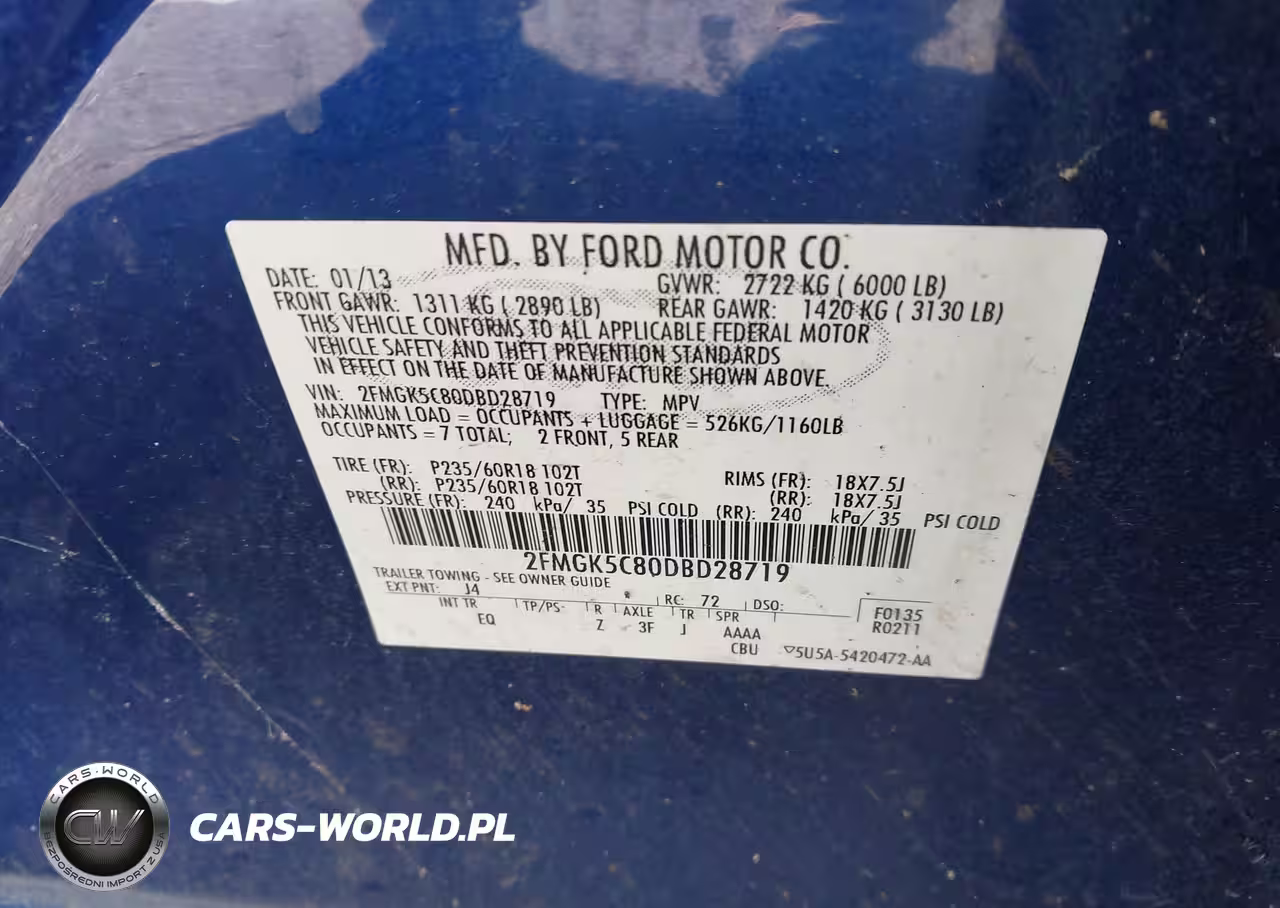 MFD. BY FORD MOTOR CO.
DATE: 01/13 GVWR: 2722 KG ( 6000 LB)
FRONT GAWR: 1311 KG ( 2890 LB) REAR GAWR: 1420 KG ( 3130 LB)
THIS VEHICLE CONFORMS TO ALL APPLICABLE FEDERAL MOTOR
VEHICLE SAFETY AND THEFT PREVENTION STANDARDS
IN EFFECT ON THE DATE OF MANUFACTURE SHOWN ABOVE.
VIN: 2FMGK5C80DBD28719 TYPE: MPV
MAXIMUM LOAD = OCCUPANTS + LUGGAGE = 526KG/1160LB
OCCUPANTS = 7 TOTAL; 2 FRONT, 5 REAR
TIRE (FR): P235/60R18 102T RIMS (FR): 18X7.5J
(RR): P235/60R18 102T (RR): 18X7.5J
PRESSURE (FR): 240 kPa/ 35 PSI COLD (RR): 240 kPa/ 35 PSI COLD
2FMGK5C80DBD28719
TRAILER TOWING - SEE OWNER GUIDE
EXT PNT: J4 RC: 72 DSO:
INT TR TP/PS- R AXLE TR SPR F0135
EQ Z 3F J AAAA R0211
CBU ▽5U5A-5420472-AA
CARS-WORLD
CW
BEZPOŚREDNI IMPORT Z USA
CARS-WORLD.PL